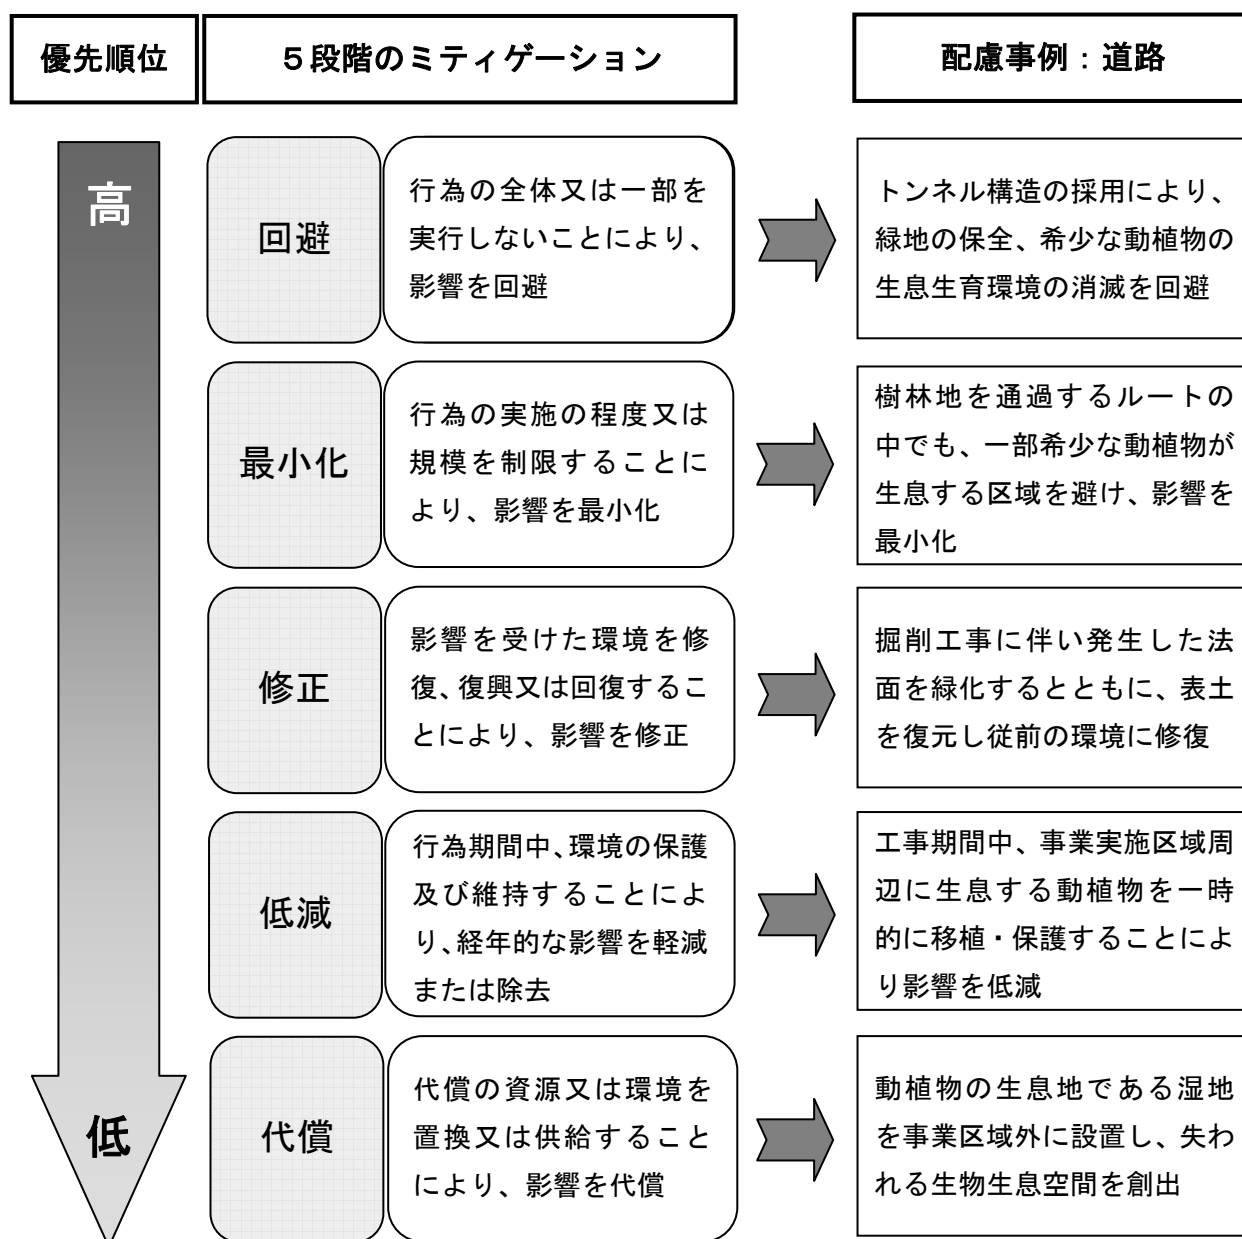 優先順位
５段階のミティゲーション
配慮事例：道路
高
回避
行為の全体又は一部を
実行しないことにより、
影響を回避
トンネル構造の採用により、
緑地の保全、希少な動植物の
生息生育環境の消滅を回避
最小化
行為の実施の程度又は
規模を制限することに
より、影響を最小化
樹林地を通過するルートの
中でも、一部希少な動植物が
生息する区域を避け、影響を
最小化
修正
影響を受けた環境を修
復、復興又は回復するこ
とにより、影響を修正
掘削工事に伴い発生した法
面を緑化するとともに、表土
を復元し従前の環境に修復
低減
行為期間中、環境の保護
及び維持することによ
り、経年的な影響を軽減
または除去
工事期間中、事業実施区域周
辺に生息する動植物を一時
的に移植・保護することによ
り影響を低減
低
代償
代償の資源又は環境を
置換又は供給すること
により、影響を代償
動植物の生息地である湿地
を事業区域外に設置し、失わ
れる生物生息空間を創出